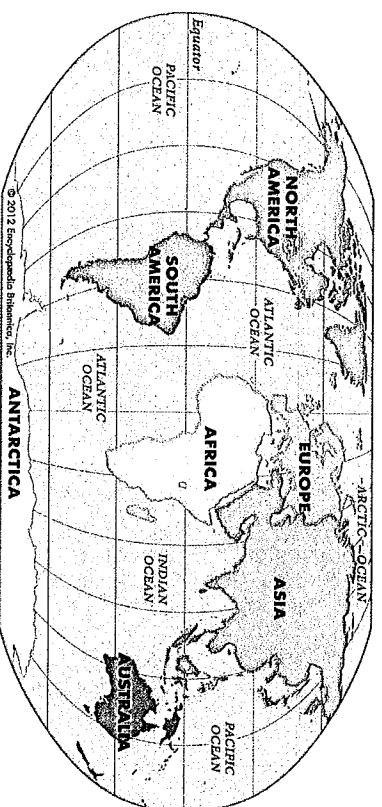 ARCTIC OCEAN
NORTH
AMERICA
EUROPE
ASIA
ATLANTIC
OCEAN
PACIFIC
OCEAN
Equator
PACIFIC
OCEAN
AFRICA
SOUTH
AMERICA
INDIAN
OCEAN
ATLANTIC
OCEAN
AUSTRALIA
ANTARCTICA
© 2012 Encyclopædia Britannica, Inc.